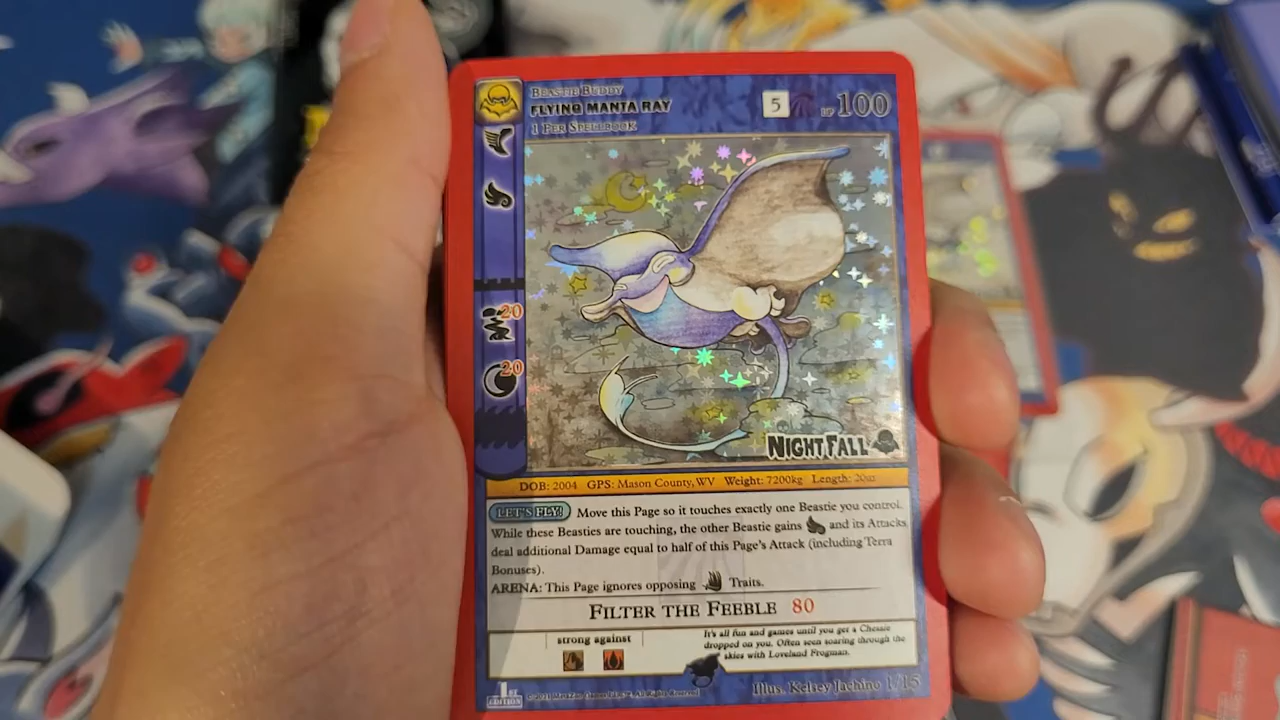 BEASTIE BUDDY
FLYING MANTA RAY
5 LP 100
1 PER SPELLBOOK
20
20
NIGHTFALL
DOB: 2004 GPS: Mason County, WV Weight: 7200kg Length: 20m
LET'S FLY! Move this Page so it touches exactly one Beastie you control.
While these Beasties are touching, the other Beastie gains and its Attacks
deal additional Damage equal to half of this Page's Attack (including Terra
Bonuses).
ARENA: This Page ignores opposing Traits.
FILTER THE FEEBLE 80
strong against
It's all fun and games until you get a Chessie
dropped on you. Often seen soaring through the
skies with Loveland Frogman.
1ST EDITION
All Rights Reserved
Illus. Kelsey Jachino 1/15